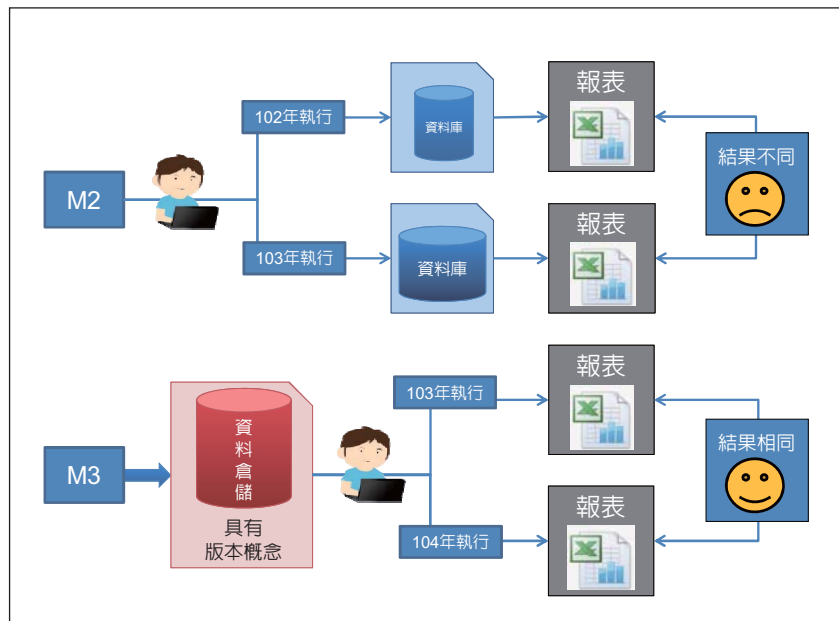 M2
102年執行
資料庫
報表
103年執行
資料庫
報表
結果不同
M3
資料倉儲
具有
版本概念
103年執行
報表
104年執行
報表
結果相同